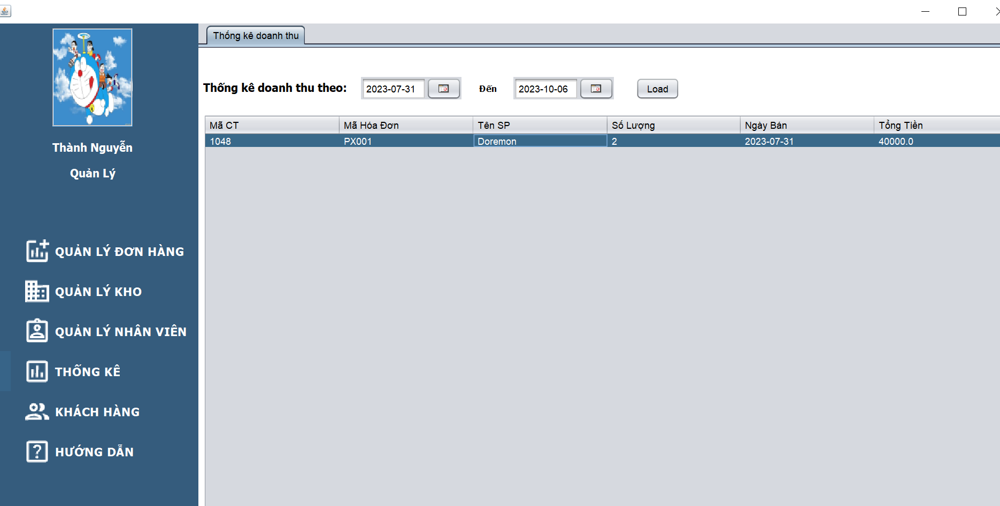 Thống kê doanh thu
Thống kê doanh thu theo: 2023-07-31 Đến 2023-10-06 Load
Mã CT Mã Hóa Đơn Tên SP Số Lượng Ngày Bán Tổng Tiền
1048 PX001 Doremon 2 2023-07-31 40000.0
Thành Nguyễn
Quản Lý
QUẢN LÝ ĐƠN HÀNG
QUẢN LÝ KHO
QUẢN LÝ NHÂN VIÊN
THỐNG KÊ
KHÁCH HÀNG
HƯỚNG DẪN